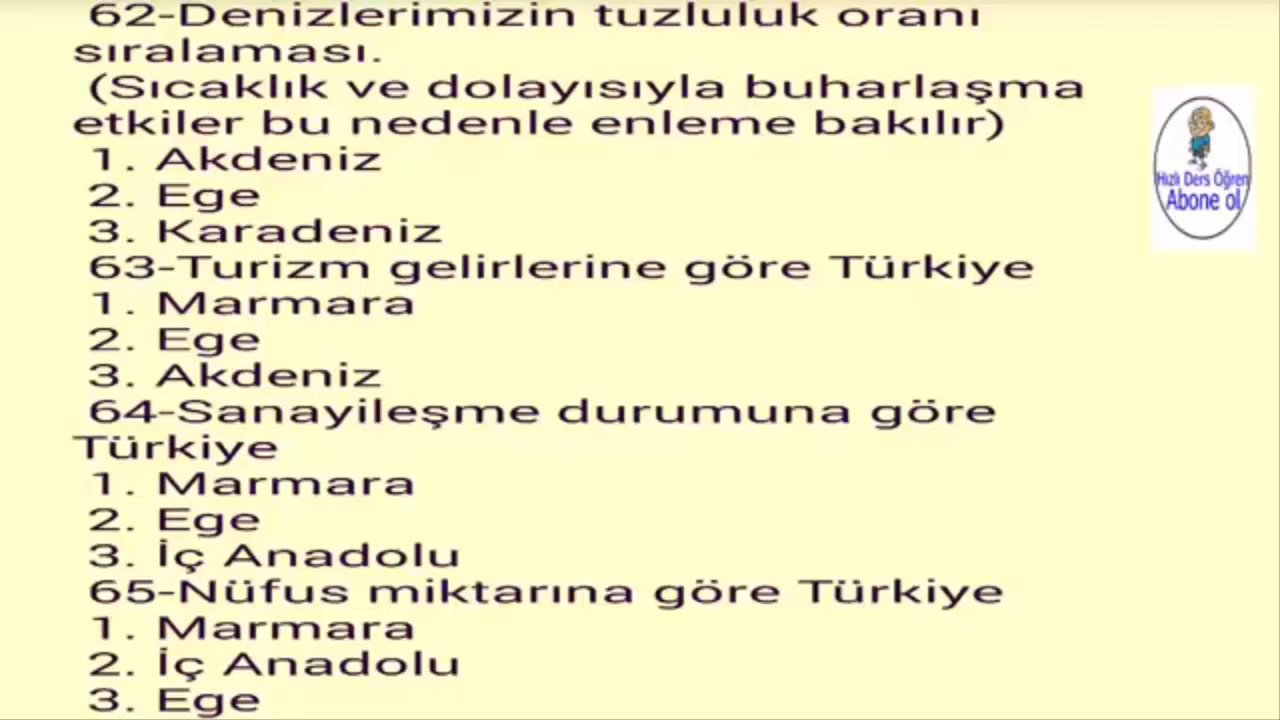 62-Denizlerimizin tuzluluk oranı
sıralaması.
(Sıcaklık ve dolayısıyla buharlaşma
etkiler bu nedenle enleme bakılır)
1. Akdeniz
2. Ege
3. Karadeniz
63-Turizm gelirlerine göre Türkiye
1. Marmara
2. Ege
3. Akdeniz
64-Sanayileşme durumuna göre
Türkiye
1. Marmara
2. Ege
3. İç Anadolu
65-Nüfus miktarına göre Türkiye
1. Marmara
2. İç Anadolu
3. Ege
Hızlı Ders Öğren
Abone ol